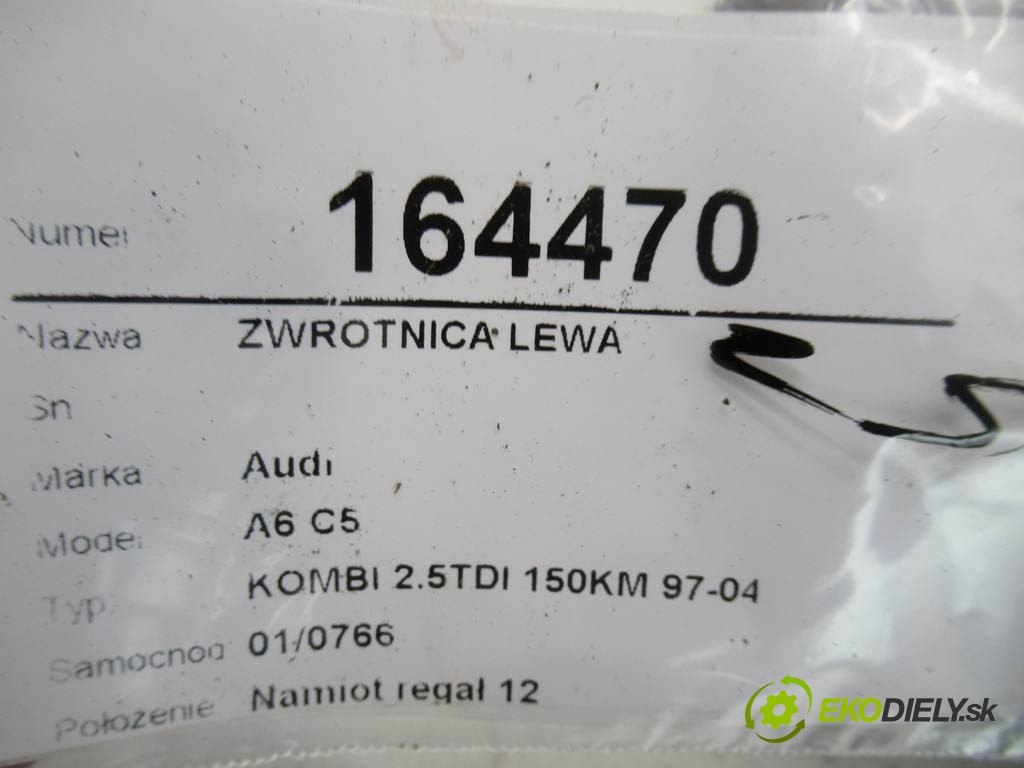 Numer 164470
Nazwa ZWROTNICA LEWA
Sn
Marka Audi
Model A6 C5
Typ. KOMBI 2.5TDI 150KM 97-04
Samochod 01/0766
Położenie Namiot regał 12
EKODIELY.sk